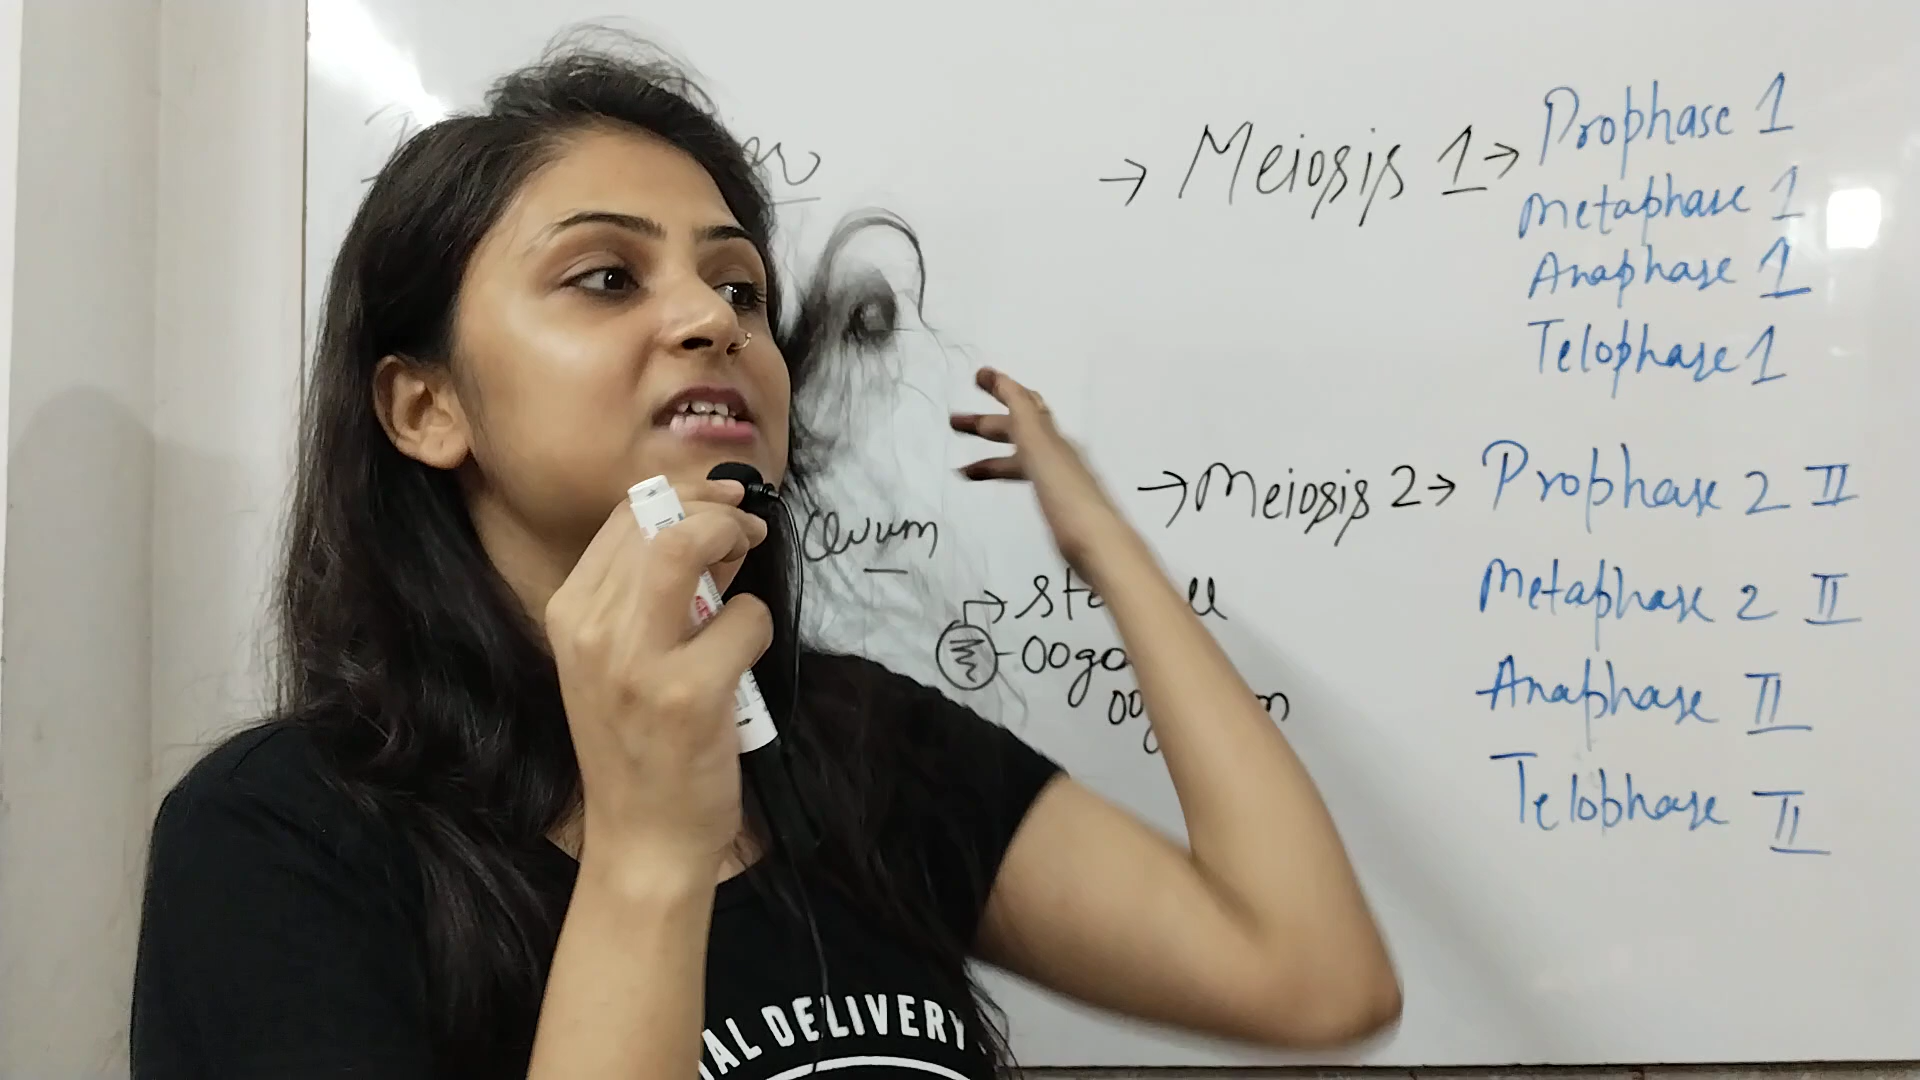 → Meiosis 1 → Prophase 1
Metaphase 1
Anaphase 1
Telophase 1
→ Meiosis 2 → Prophase 2 II
Metaphase 2 II
Anaphase II
Telophase II
Ovum
DELIVERY